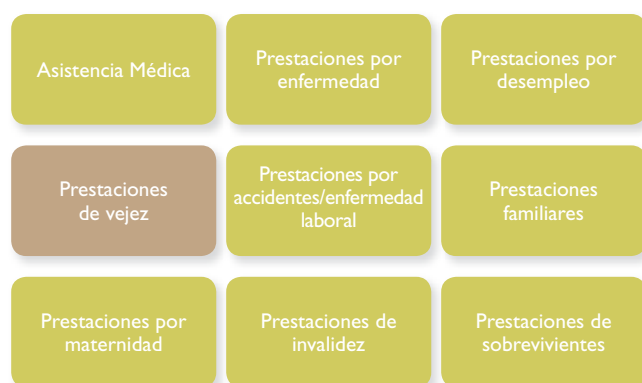 Asistencia Médica
Prestaciones por
enfermedad
Prestaciones por
desempleo
Prestaciones
de vejez
Prestaciones por
accidentes/enfermedad
laboral
Prestaciones
familiares
Prestaciones por
maternidad
Prestaciones de
invalidez
Prestaciones de
sobrevivientes